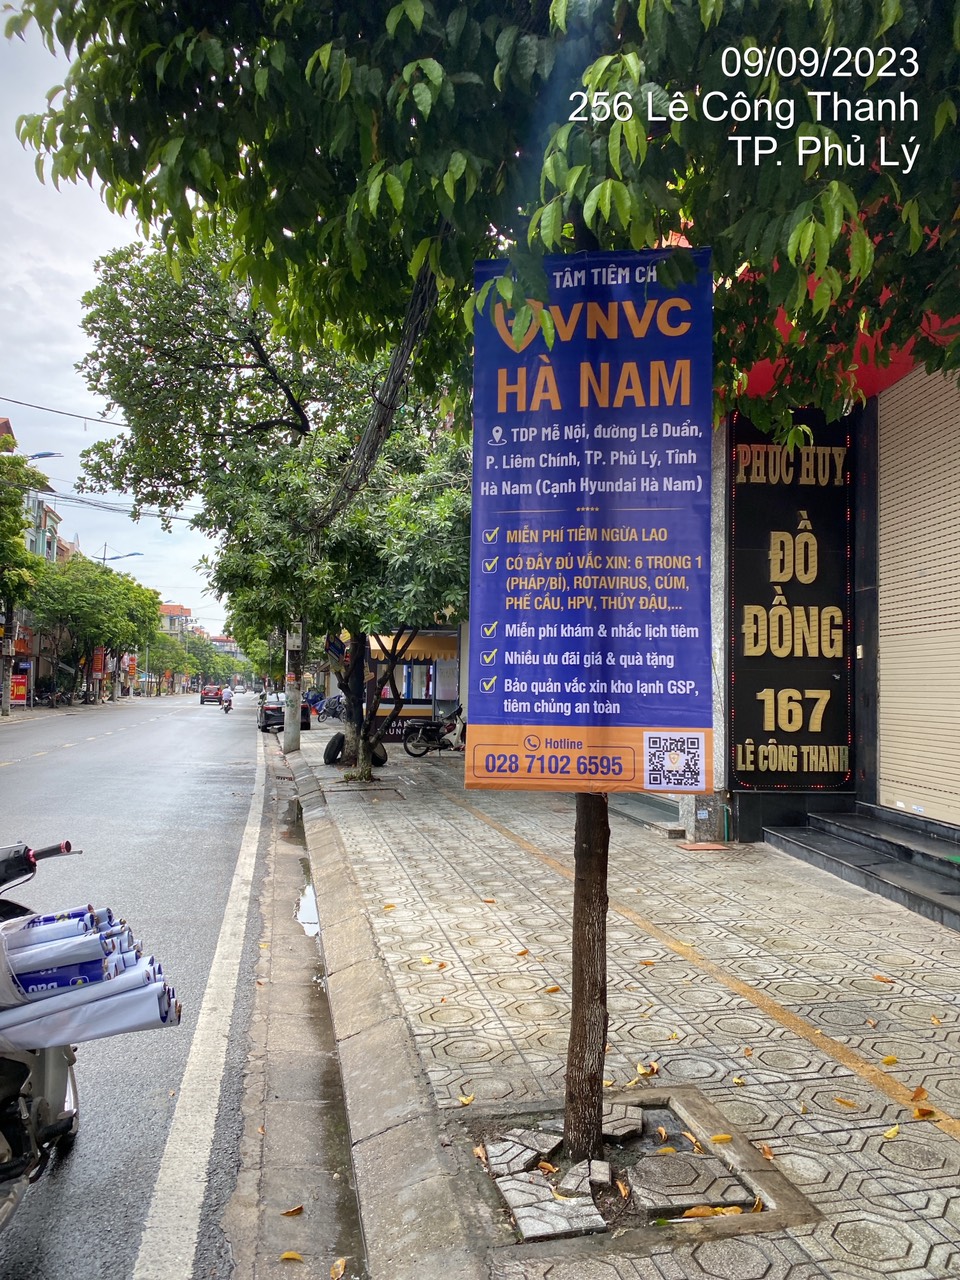 09/09/2023
256 Lê Công Thanh
TP. Phủ Lý
TÂM TIÊM CH
VNVC
HÀ NAM
TDP Mễ Nội, đường Lê Duẩn,
P. Liêm Chính, TP. Phủ Lý, Tỉnh
Hà Nam (Cạnh Hyundai Hà Nam)
MIỄN PHÍ TIÊM NGỪA LAO
CÓ ĐẦY ĐỦ VẮC XIN: 6 TRONG 1
(PHÁP/BỈ), ROTAVIRUS, CÚM,
PHẾ CẦU, HPV, THỦY ĐẬU,...
Miễn phí khám & nhắc lịch tiêm
Nhiều ưu đãi giá & quà tặng
Bảo quản vắc xin kho lạnh GSP,
tiêm chủng an toàn
Hotline
028 7102 6595
PHÚC HUY
ĐỒ
ĐỒNG
167
LÊ CÔNG THANH